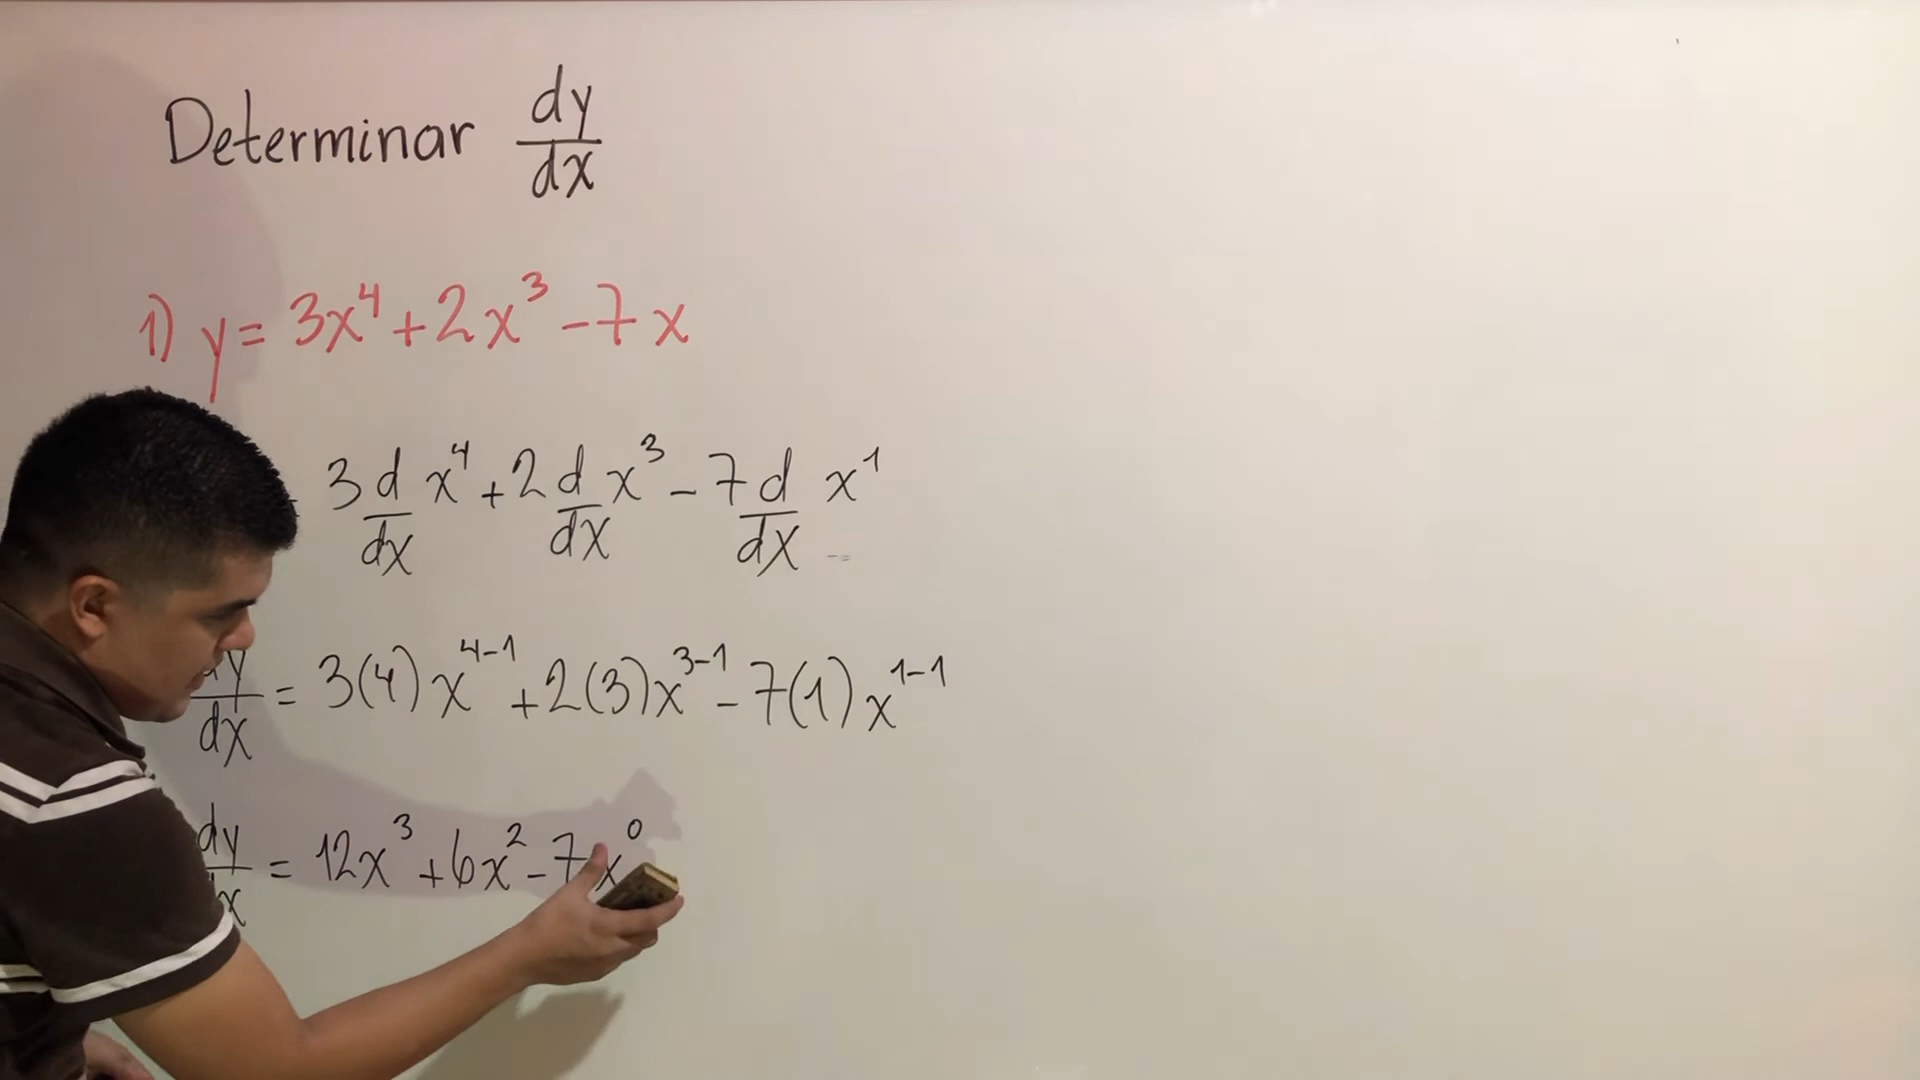 Determinar dy/dx
1) y = 3x⁴ + 2x³ - 7x
3 d/dx x⁴ + 2 d/dx x³ - 7 d/dx x¹
dy/dx = 3(4)x⁴⁻¹ + 2(3)x³⁻¹ - 7(1)x¹⁻¹
dy/dx = 12x³ + 6x² - 7x⁰